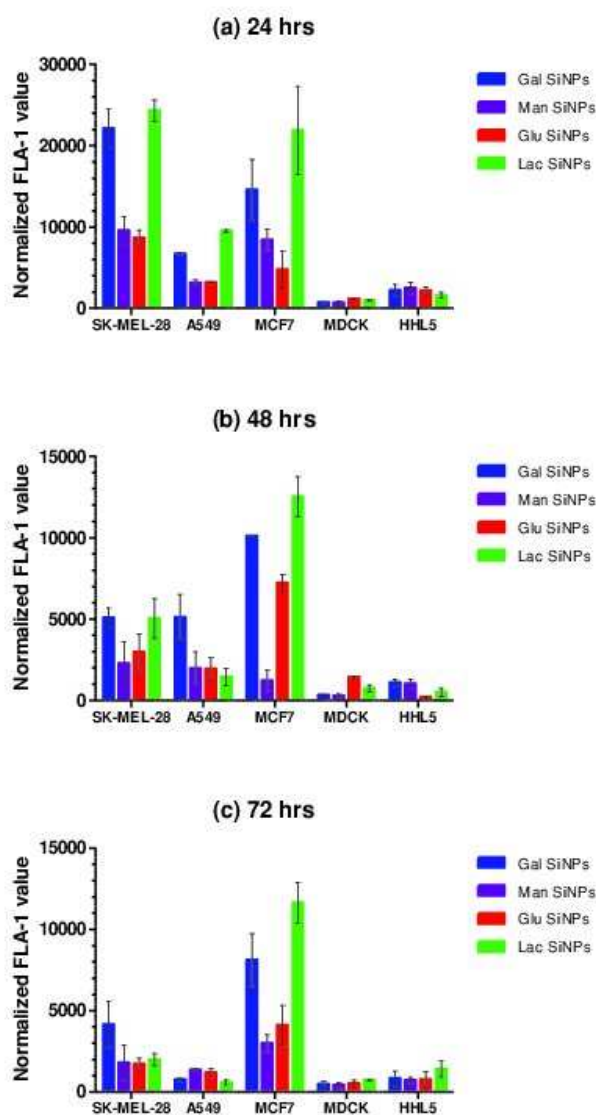 (a) 24 hrs
Normalized FLA-1 value
30000
20000
10000
0
SK-MEL-28 A549 MCF7 MDCK HHL5
Gal SiNPs
Man SiNPs
Glu SiNPs
Lac SiNPs
(b) 48 hrs
Normalized FLA-1 value
15000
10000
5000
0
SK-MEL-28 A549 MCF7 MDCK HHL5
Gal SiNPs
Man SiNPs
Glu SiNPs
Lac SiNPs
(c) 72 hrs
Normalized FLA-1 value
15000
10000
5000
0
SK-MEL-28 A549 MCF7 MDCK HHL5
Gal SiNPs
Man SiNPs
Glu SiNPs
Lac SiNPs